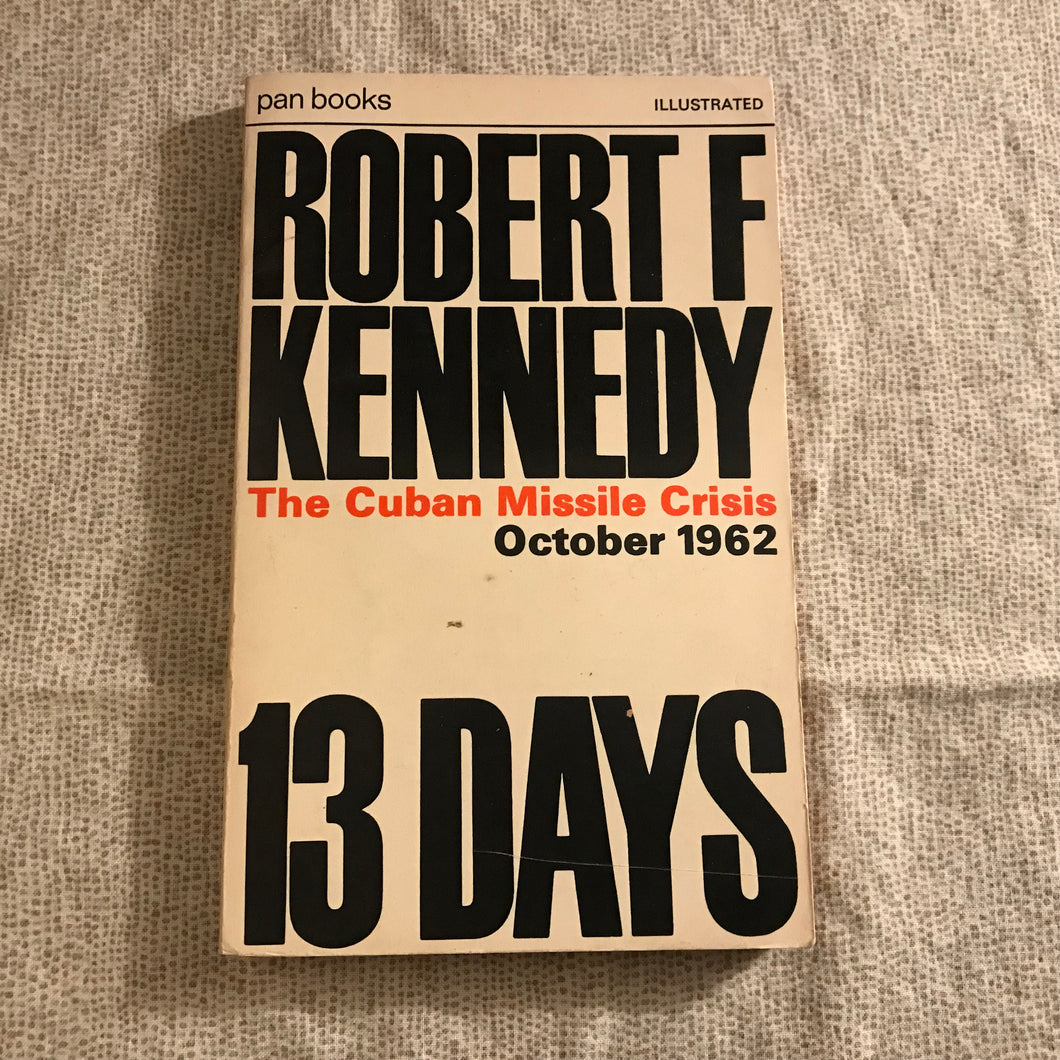 pan books ILLUSTRATED
ROBERT F
KENNEDY
The Cuban Missile Crisis
October 1962
13 DAYS